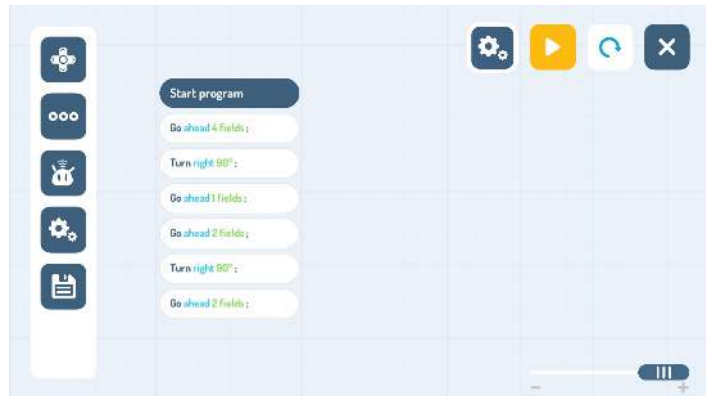 Start program
Go ahead 4 fields ;
Turn right 90° ;
Go ahead 1 fields ;
Go ahead 2 fields ;
Turn right 90° ;
Go ahead 2 fields ;